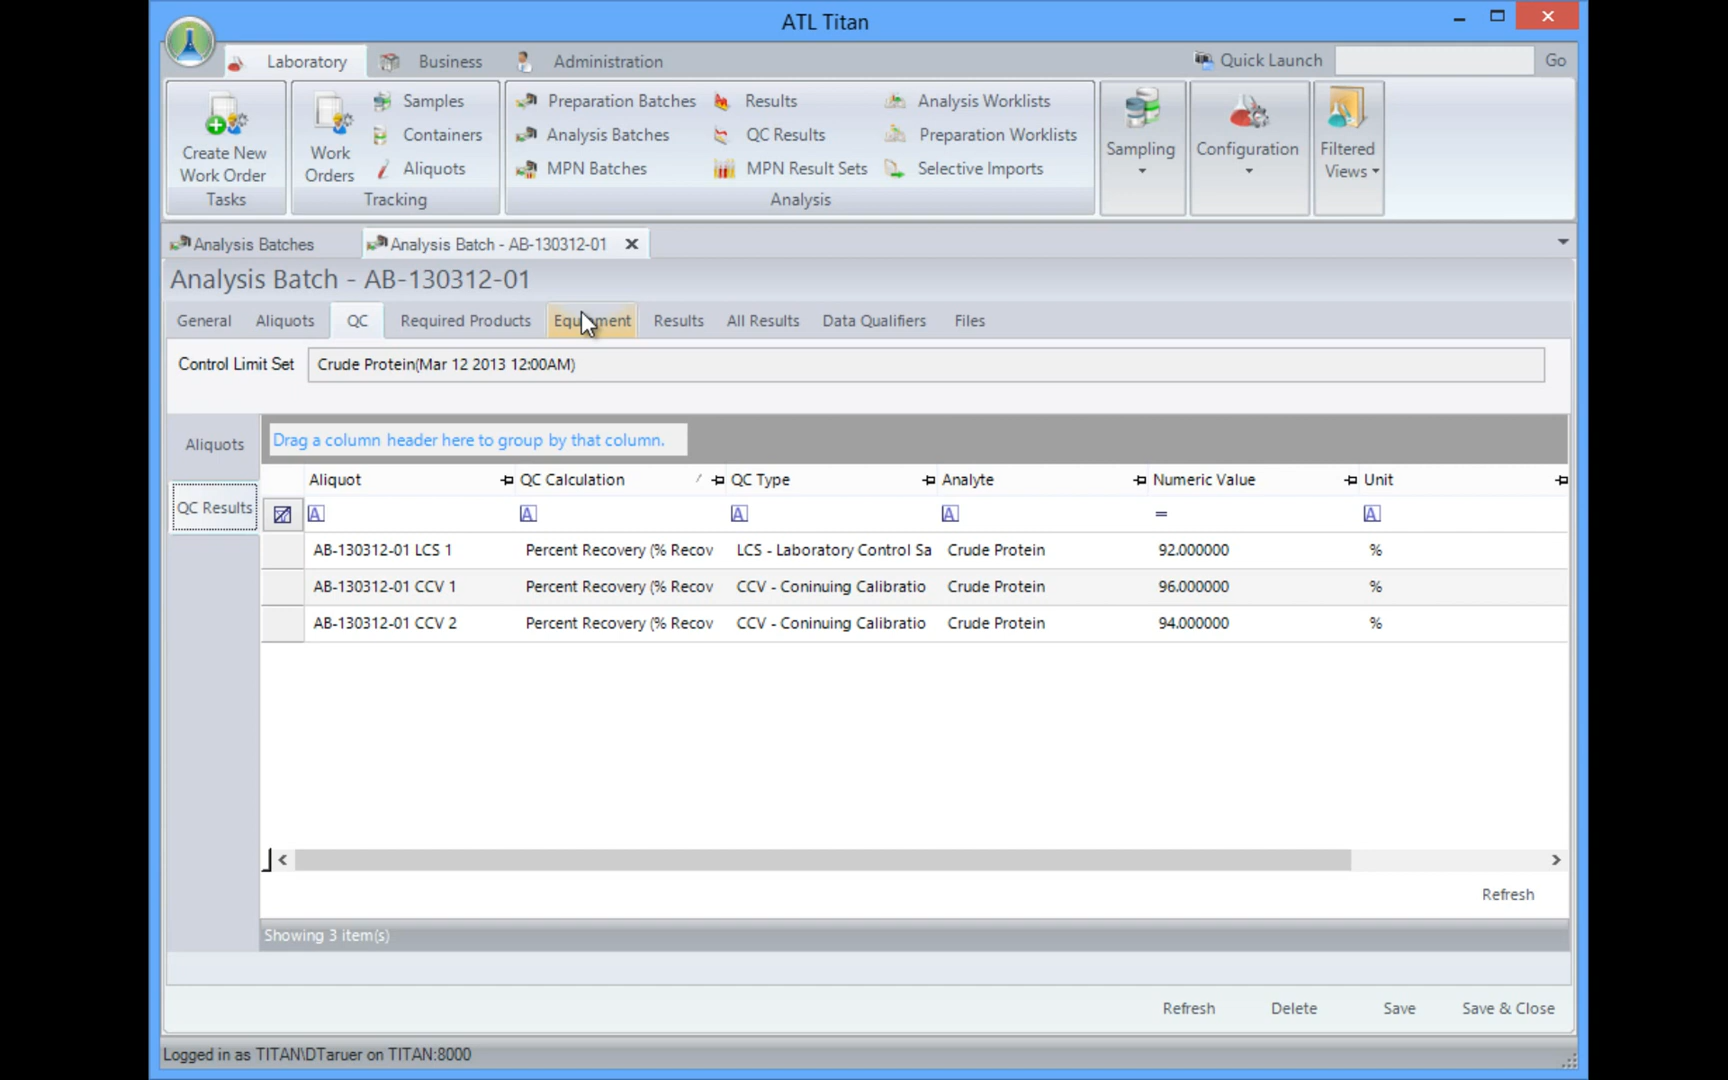 ATL Titan
Laboratory Business Administration Quick Launch Go
Create New Work Order
Tasks
Work Orders
Samples
Containers
Aliquots
Tracking
Preparation Batches Results Analysis Worklists
Analysis Batches QC Results Preparation Worklists
MPN Batches MPN Result Sets Selective Imports
Analysis
Sampling
Configuration
Filtered Views
Analysis Batches Analysis Batch - AB-130312-01
Analysis Batch - AB-130312-01
General Aliquots QC Required Products Results All Results Data Qualifiers Files
Control Limit Set Crude Protein(Mar 12 2013 12:00AM)
Aliquots
QC Results
Drag a column header here to group by that column.
Aliquot QC Calculation QC Type Analyte Numeric Value Unit
A A A A = A
AB-130312-01 LCS 1 Percent Recovery (% Recov LCS - Laboratory Control Sa Crude Protein 92.000000 %
AB-130312-01 CCV 1 Percent Recovery (% Recov CCV - Coninuing Calibratio Crude Protein 96.000000 %
AB-130312-01 CCV 2 Percent Recovery (% Recov CCV - Coninuing Calibratio Crude Protein 94.000000 %
Refresh
Showing 3 item(s)
Refresh Delete Save Save & Close
Logged in as TITAN\DTaruer on TITAN:8000